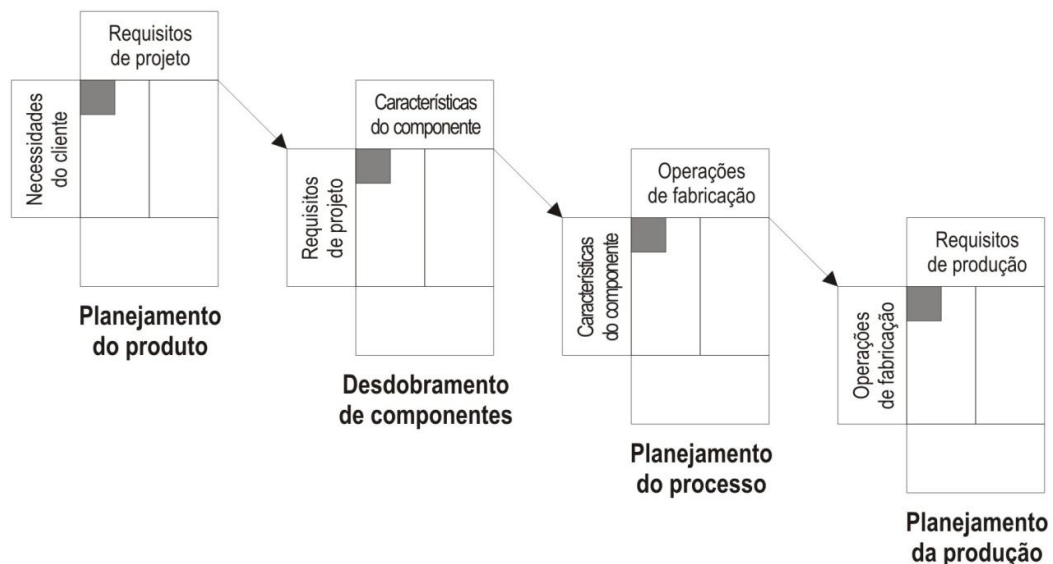 Requisitos
de projeto
Necessidades
do cliente
Planejamento
do produto
Características
do componente
Requisitos
de projeto
Desdobramento
de componentes
Operações
de fabricação
Características
do componente
Planejamento
do processo
Requisitos
de produção
Operações
de fabricação
Planejamento
da produção